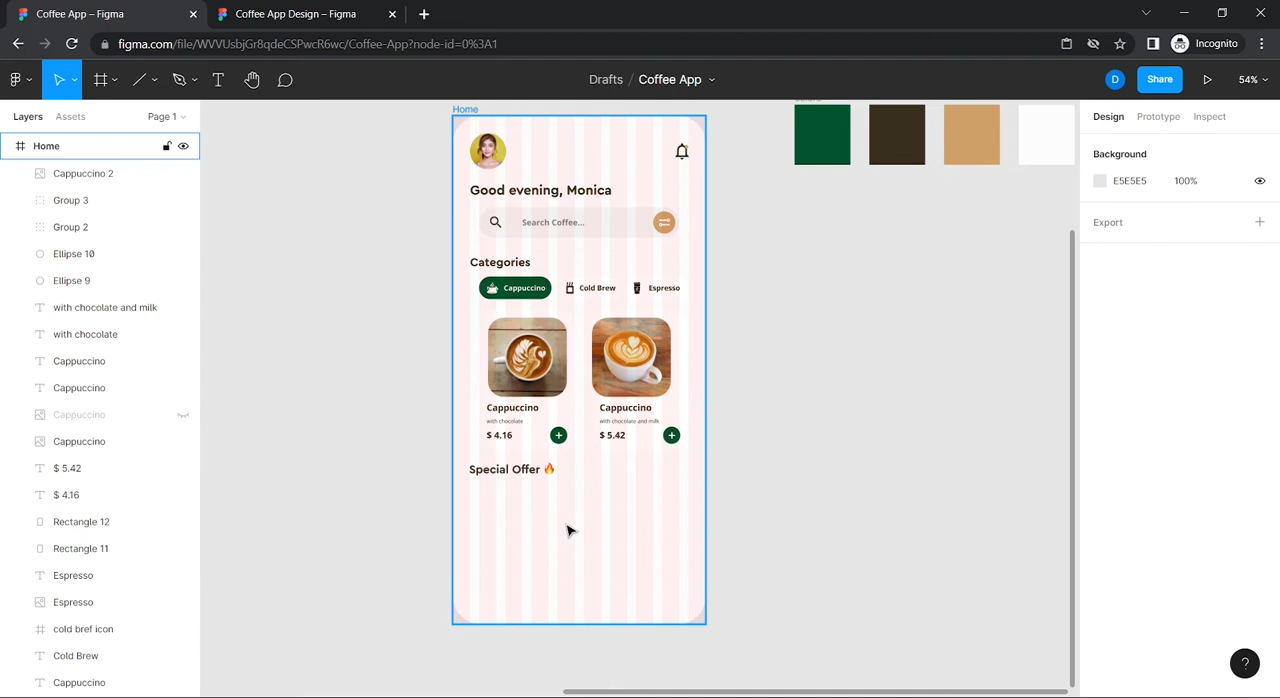 Coffee App – Figma
Coffee App Design – Figma
figma.com/file/WVVUsbjGr8qdeCSPwcR6wc/Coffee-App?node-id=0%3A1
Incognito
Drafts / Coffee App
D
Share
54%
Layers
Assets
Page 1
Home
Cappuccino 2
Group 3
Group 2
Ellipse 10
Ellipse 9
with chocolate and milk
with chocolate
Cappuccino
Cappuccino
Cappuccino
Cappuccino
$ 5.42
$ 4.16
Rectangle 12
Rectangle 11
Espresso
Espresso
cold bref icon
Cold Brew
Cappuccino
Home
Good evening, Monica
Search Coffee...
Categories
Cappuccino
Cold Brew
Espresso
Cappuccino
with chocolate
$ 4.16
Cappuccino
with chocolate and milk
$ 5.42
Special Offer 🔥
Design
Prototype
Inspect
Background
E5E5E5
100%
Export
?